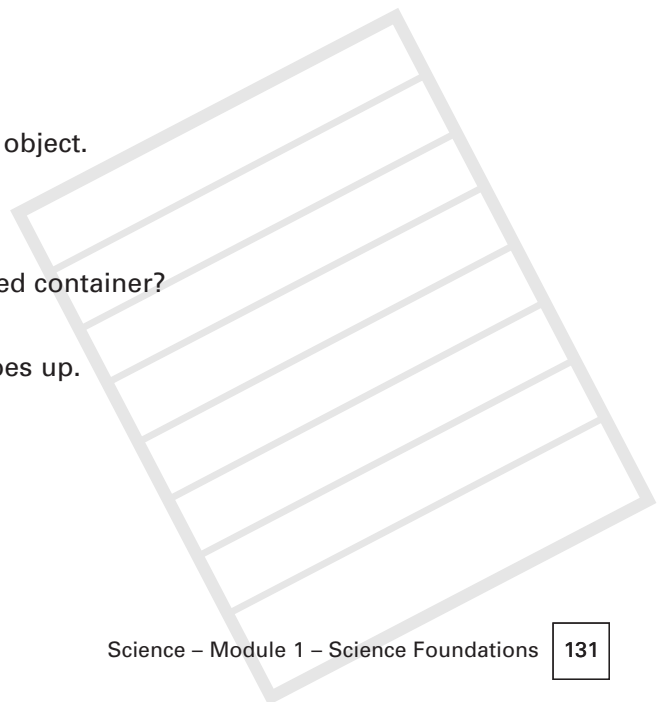 object.
ed container?
oes up.
Science – Module 1 – Science Foundations 131